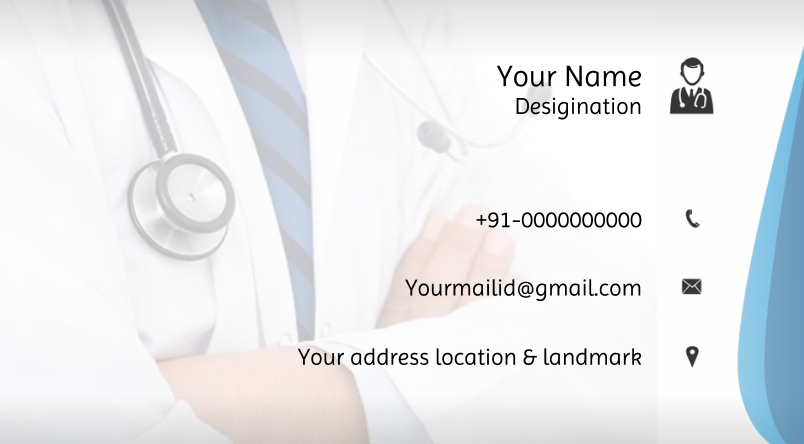 Your Name
Desigination
+91-0000000000
Yourmailid@gmail.com
Your address location & landmark